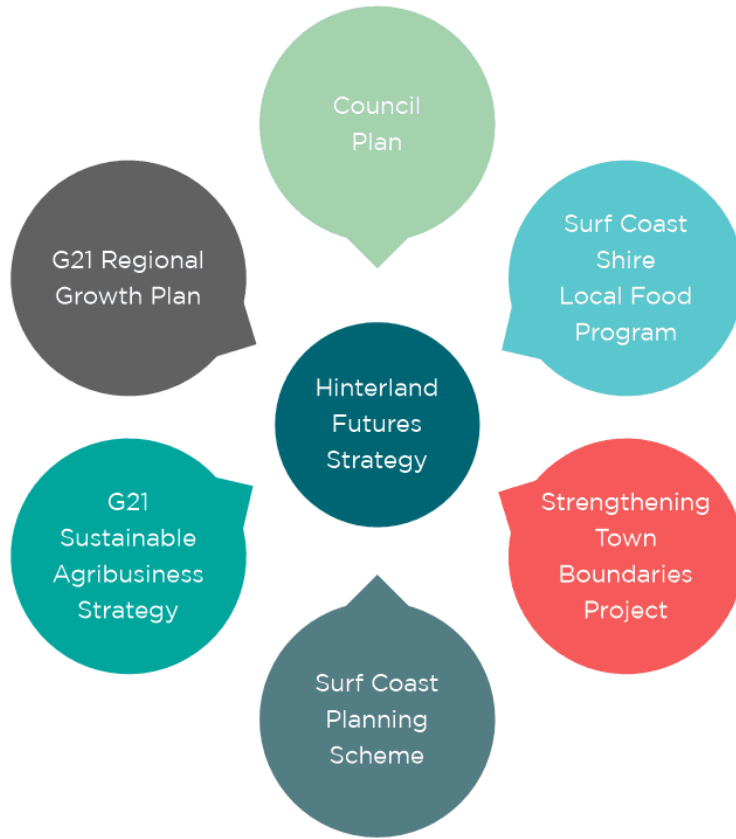 Council
Plan
G21 Regional
Growth Plan
Surf Coast
Shire
Local Food
Program
Hinterland
Futures
Strategy
G21
Sustainable
Agribusiness
Strategy
Strengthening
Town
Boundaries
Project
Surf Coast
Planning
Scheme